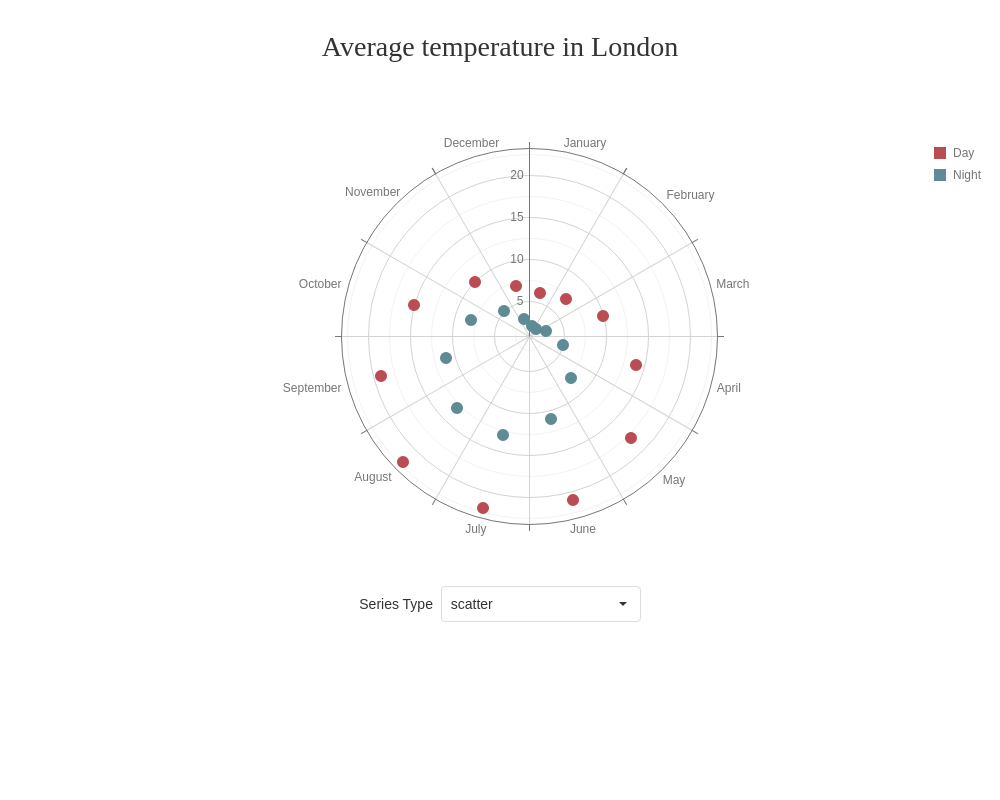 Average temperature in London
December
January
Day
20
Night
November
February
15
10
October
March
5
September
April
August
May
July
June
Series Type
scatter